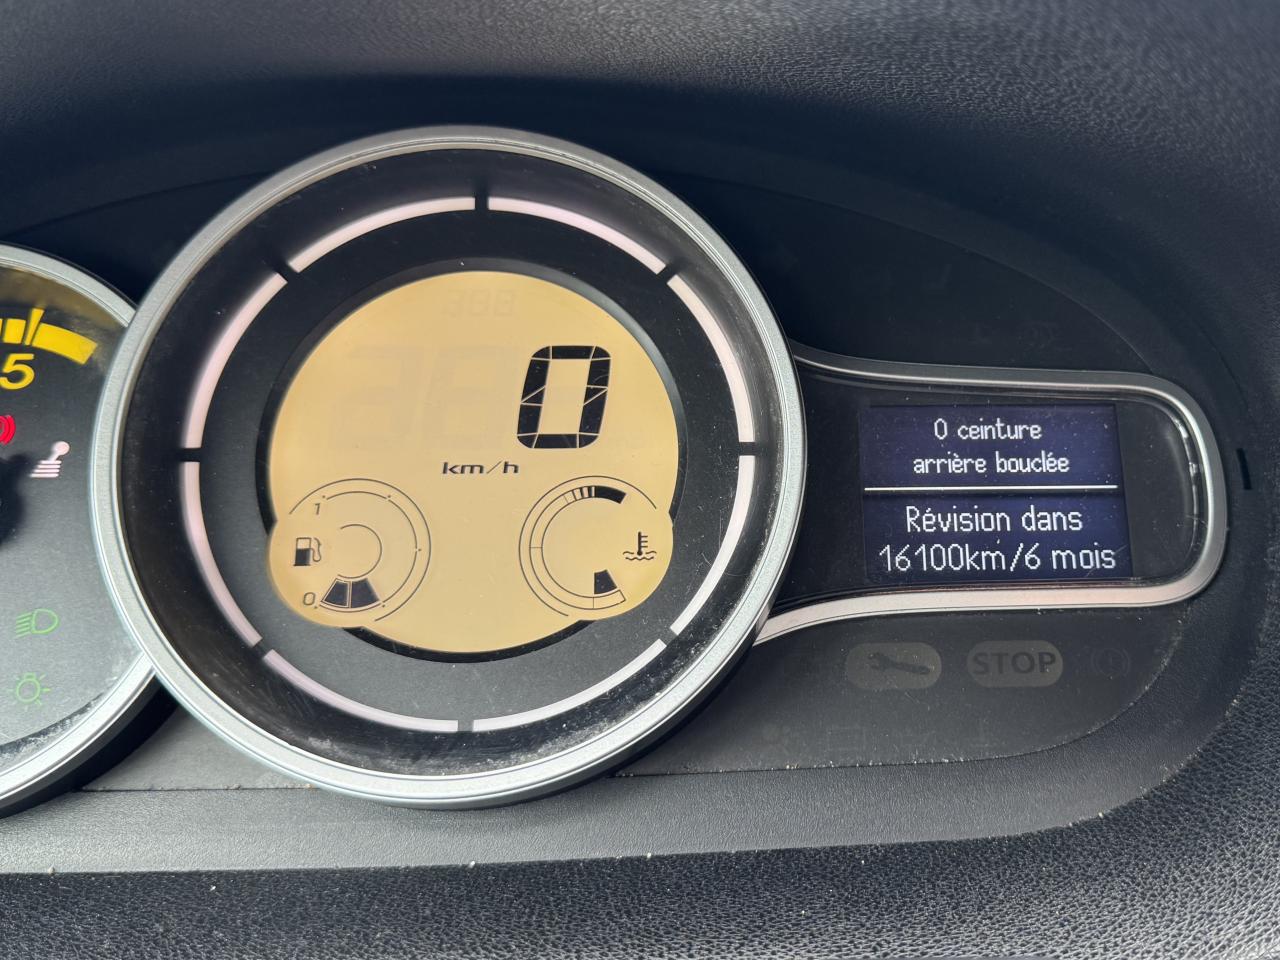 5
0
km/h
1
0
0 ceinture
arrière bouclée
Révision dans
16100km/6 mois
STOP